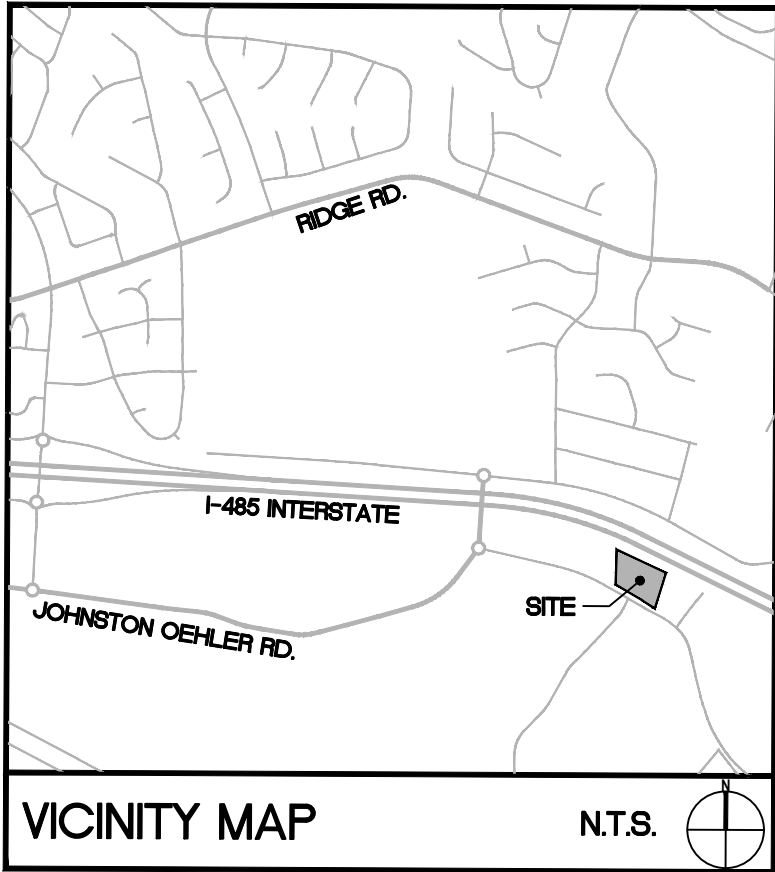 RIDGE RD.
I-485 INTERSTATE
SITE
JOHNSTON OEHLER RD.
VICINITY MAP
N.T.S.
N